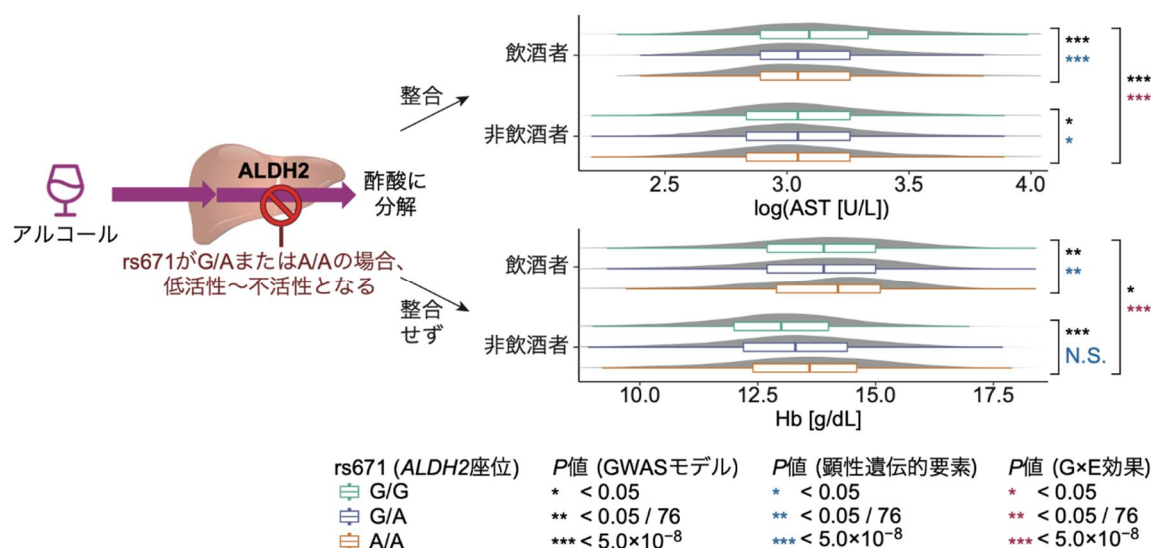 飲酒者
***
***
整合
***
***
非飲酒者
*
*
ALDH2
酢酸に
分解
アルコール
2.5 3.0 3.5 4.0
log(AST [U/L])
rs671がG/AまたはA/Aの場合、
低活性～不活性となる
飲酒者
**
**
整合
せず
*
***
非飲酒者
***
N.S.
10.0 12.5 15.0 17.5
Hb [g/dL]
rs671 (ALDH2座位)
G/G
G/A
A/A
P値 (GWASモデル)
* < 0.05
** < 0.05 / 76
*** < 5.0×10⁻⁸
P値 (顕性遺伝的要素)
* < 0.05
** < 0.05 / 76
*** < 5.0×10⁻⁸
P値 (G×E効果)
* < 0.05
** < 0.05 / 76
*** < 5.0×10⁻⁸